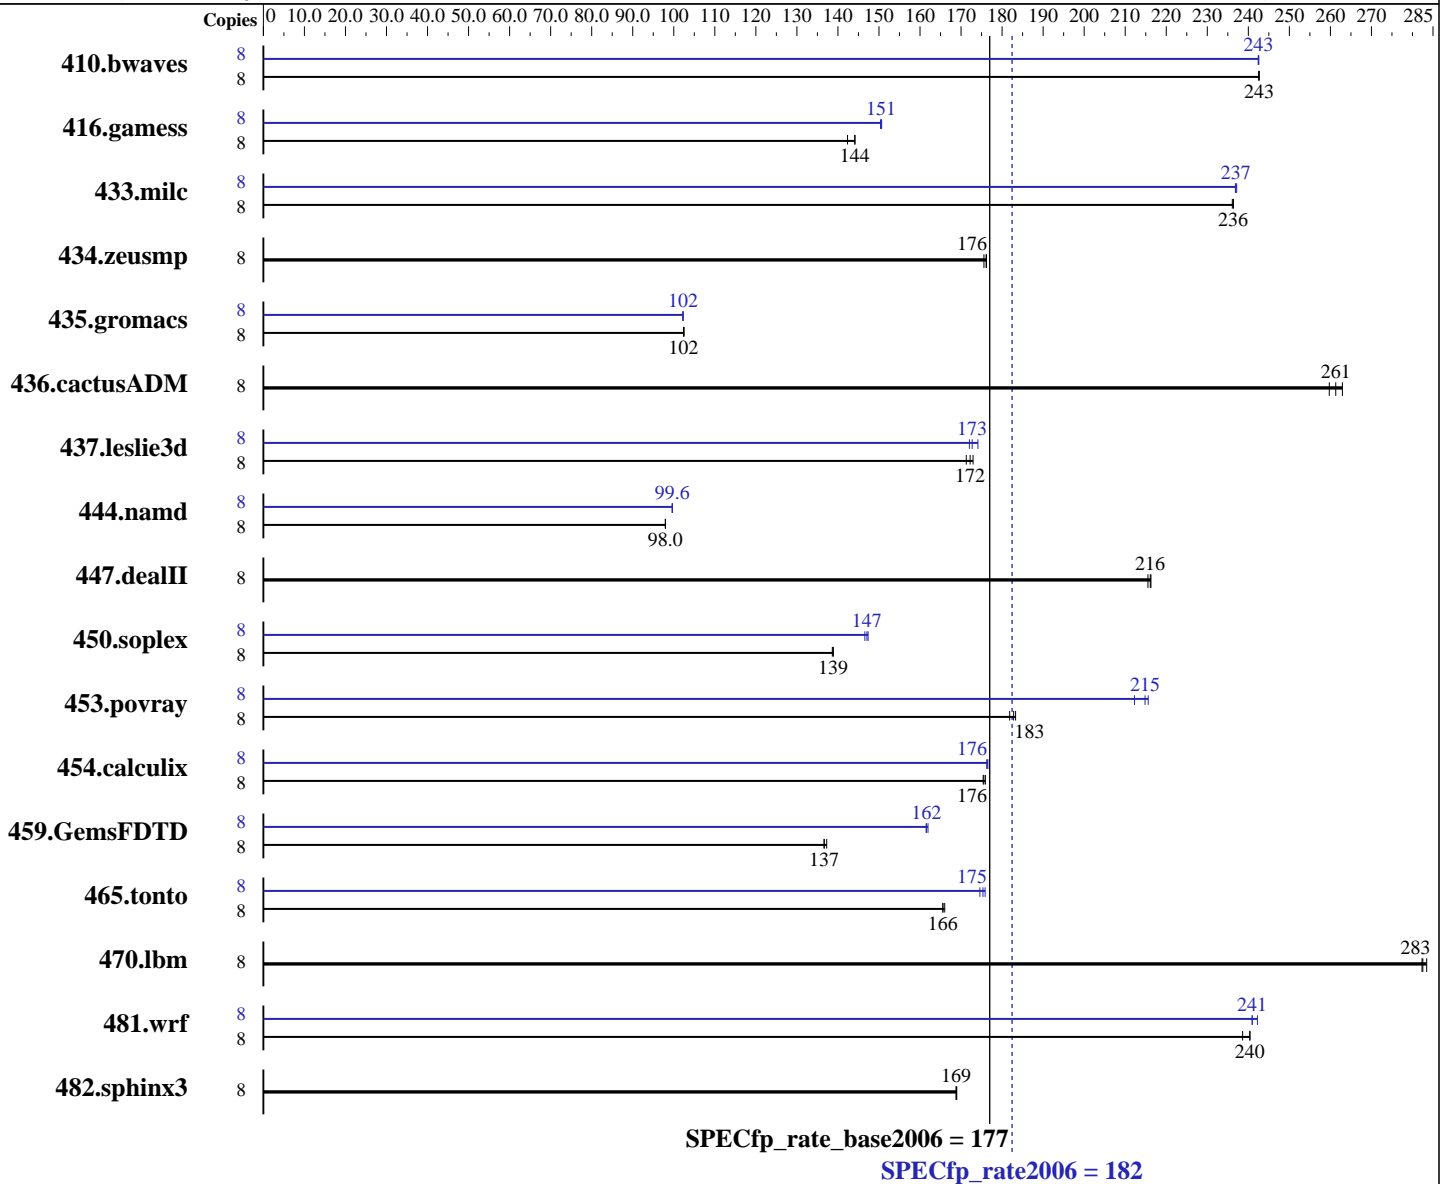 Copies 0 10.0 20.0 30.0 40.0 50.0 60.0 70.0 80.0 90.0 100 110 120 130 140 150 160 170 180 190 200 210 220 230 240 250 260 270 285
410.bwaves 8 243
8 243
416.gamess 8 151
8 144
433.milc 8 237
8 236
434.zeusmp 8 176
435.gromacs 8 102
8 102
436.cactusADM 8 261
437.leslie3d 8 173
8 172
444.namd 8 99.6
8 98.0
447.dealII 8 216
450.soplex 8 147
8 139
453.povray 8 215
8 183
454.calculix 8 176
8 176
459.GemsFDTD 8 162
8 137
465.tonto 8 175
8 166
470.lbm 8 283
481.wrf 8 241
8 240
482.sphinx3 8 169
SPECfp_rate_base2006 = 177
SPECfp_rate2006 = 182